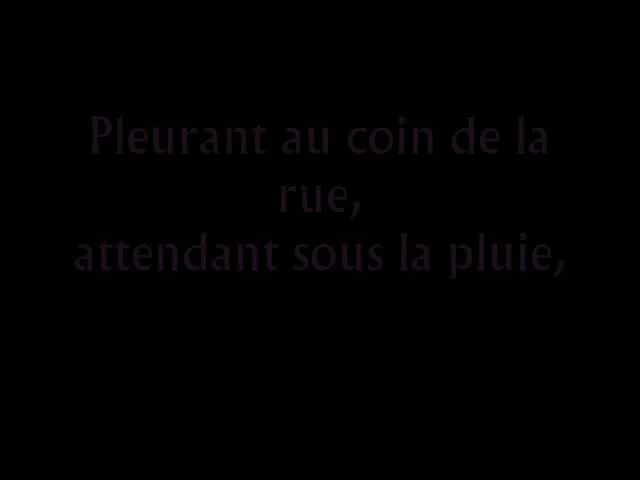 Pleurant au coin de la
rue,
attendant sous la pluie,